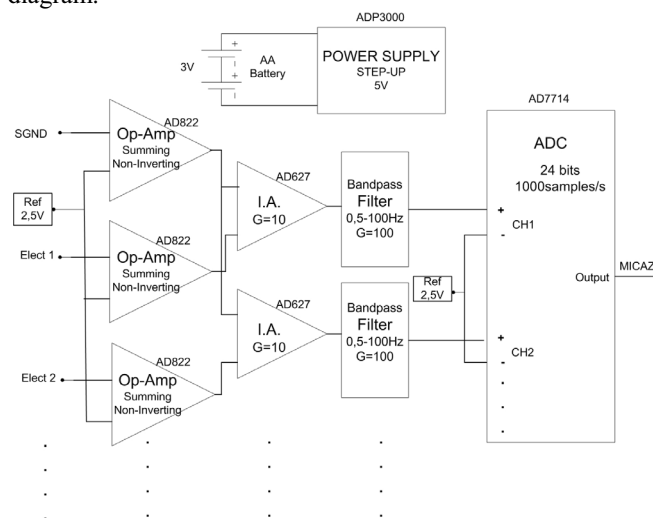 diagram.
ADP3000
3V
+
+
AA
Battery
POWER SUPPLY
STEP-UP
5V
AD7714
ADC
24 bits
1000samples/s
AD822
SGND
Op-Amp
Summing
Non-Inverting
Ref
2,5V
AD627
I.A.
G=10
Bandpass
Filter
0,5-100Hz
G=100
+
CH1
-
AD822
Elect 1
Op-Amp
Summing
Non-Inverting
Ref
2,5V
Output
MICAZ
AD627
I.A.
G=10
Bandpass
Filter
0,5-100Hz
G=100
+
CH2
-
AD822
Elect 2
Op-Amp
Summing
Non-Inverting